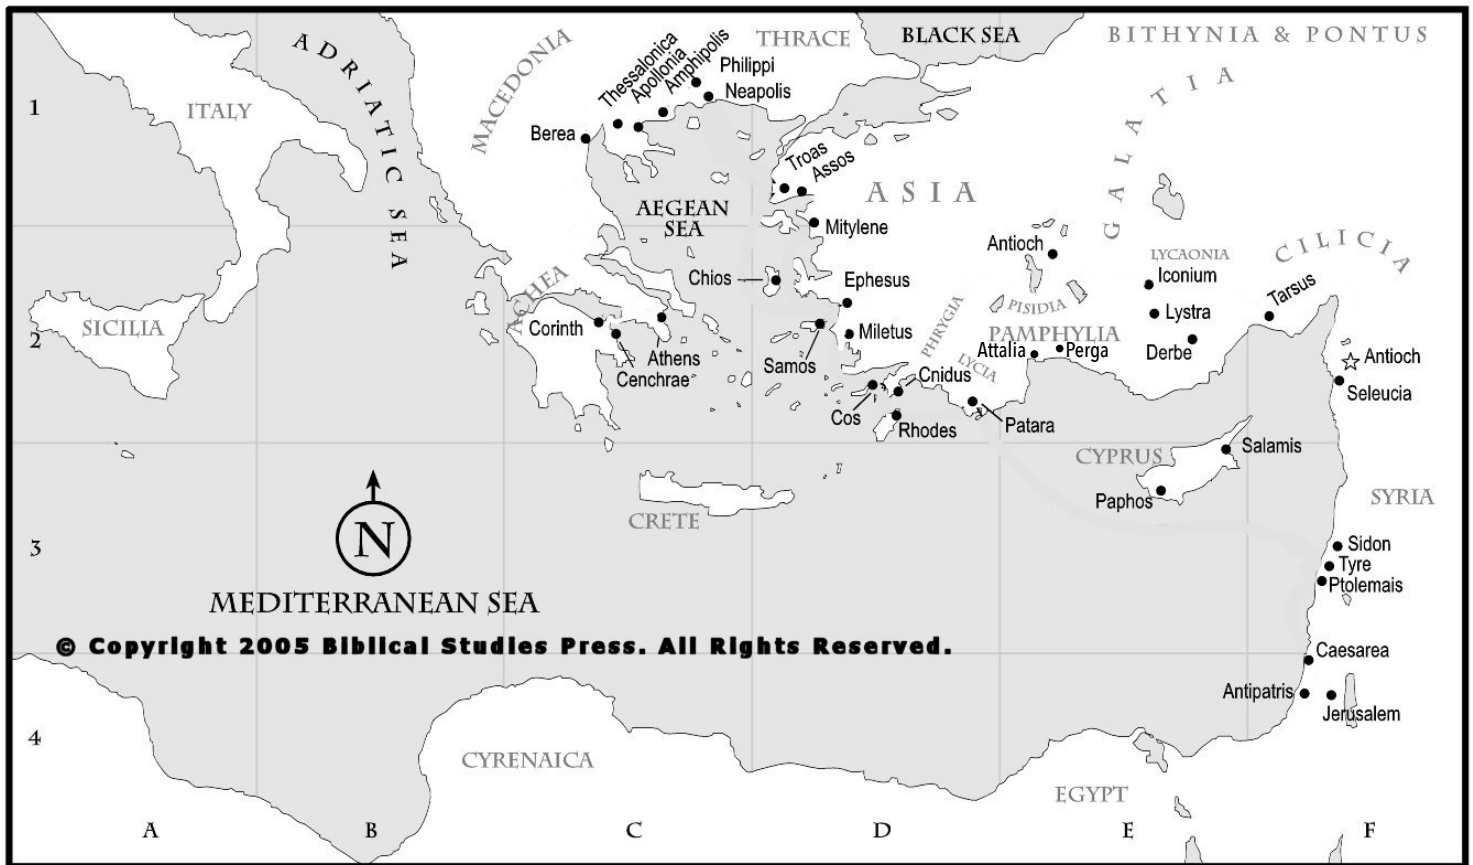 ADRIATIC SEA
MACEDONIA
Thessalonica
Apollonia
Amphipolis
THRACE
BLACK SEA
BITHYNIA & PONTUS
Philippi
Neapolis
1
ITALY
Berea
GALATIA
Troas
Assos
ASIA
AEGEAN
SEA
Mitylene
Antioch
LYCAONIA
CILICIA
Chios
Ephesus
Iconium
Tarsus
ACHEA
PHRYGIA
PISIDIA
Lystra
SICILIA
Corinth
Miletus
PAMPHYLIA
2
Athens
Samos
Attalia
Perga
Derbe
Antioch
Cenchrae
LYCIA
Cnidus
Seleucia
Cos
Rhodes
Patara
CYPRUS
Salamis
Paphos
SYRIA
CRETE
N
3
Sidon
Tyre
Ptolemais
MEDITERRANEAN SEA
© Copyright 2005 Biblical Studies Press. All Rights Reserved.
Caesarea
Antipatris
Jerusalem
4
CYRENAICA
EGYPT
A B C D E F